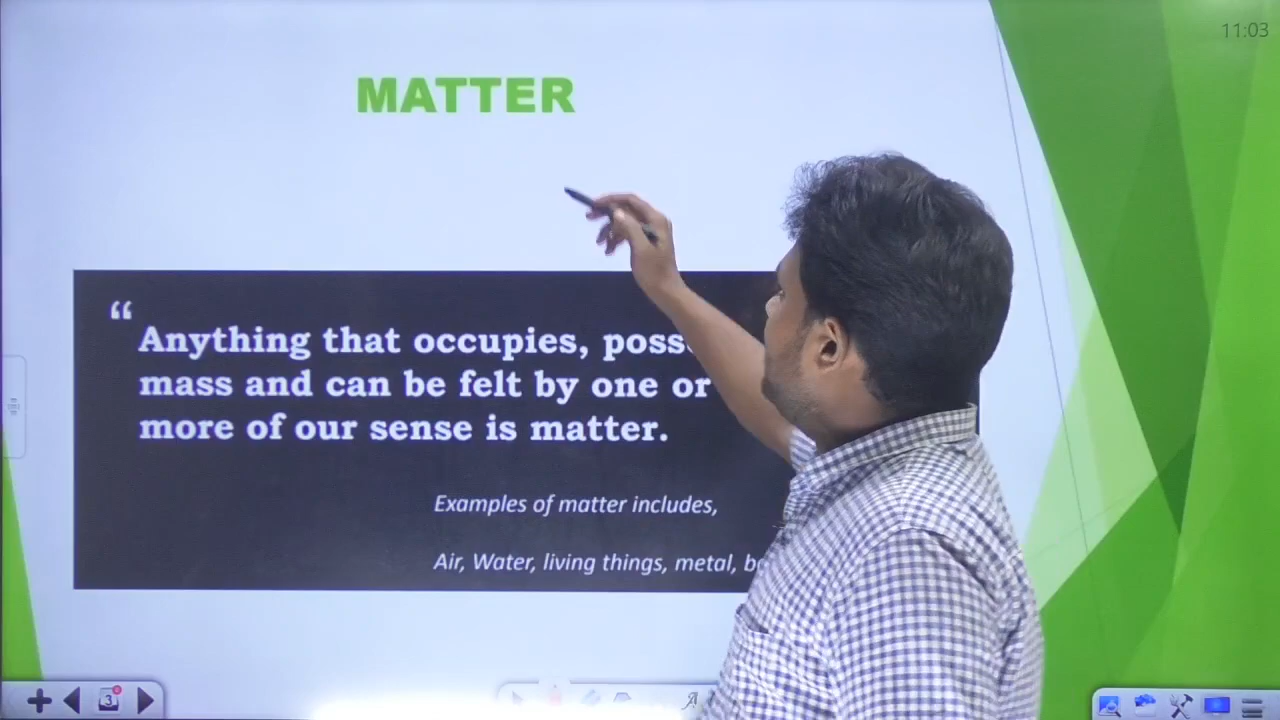 11:03
MATTER
“
Anything that occupies,
mass and can be felt by one or
more of our sense is matter.
Examples of matter includes,
Air, Water, living things, metal,
3